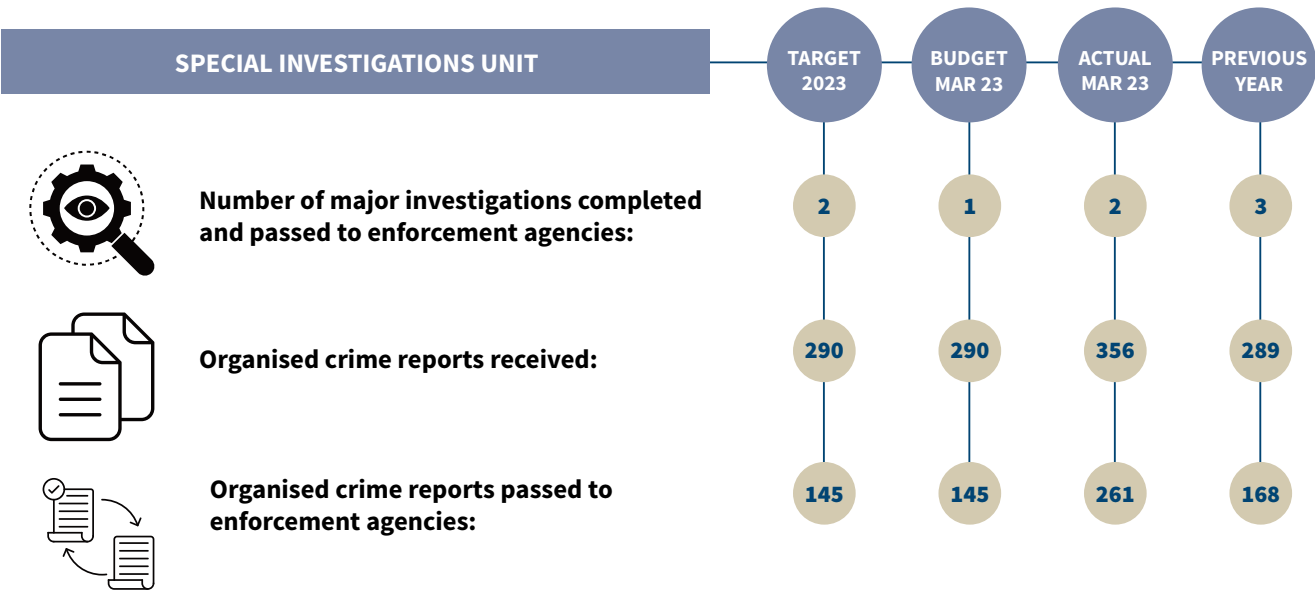 SPECIAL INVESTIGATIONS UNIT
TARGET
2023
BUDGET
MAR 23
ACTUAL
MAR 23
PREVIOUS
YEAR
Number of major investigations completed
and passed to enforcement agencies:
2 1 2 3
Organised crime reports received:
290 290 356 289
Organised crime reports passed to
enforcement agencies:
145 145 261 168